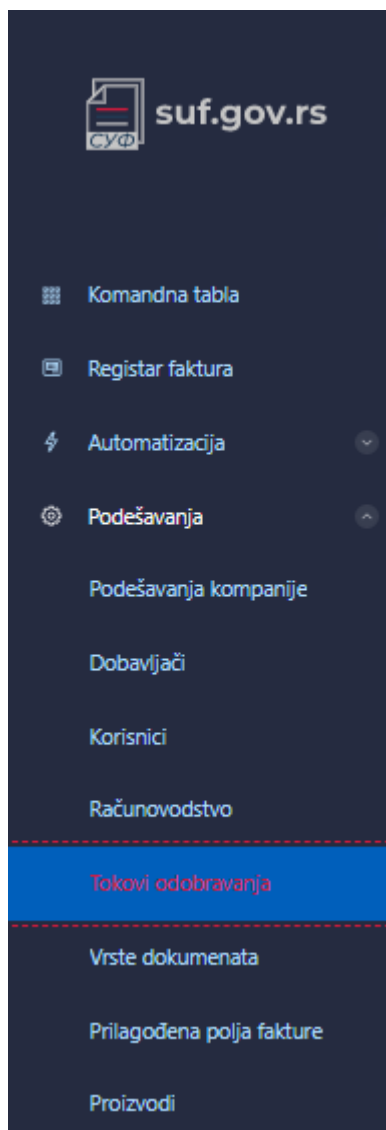 СУФ
suf.gov.rs
Komandna tabla
Registar faktura
Automatizacija
Podešavanja
Podešavanja kompanije
Dobavljači
Korisnici
Računovodstvo
Tokovi odobravanja
Vrste dokumenata
Prilagođena polja fakture
Proizvodi